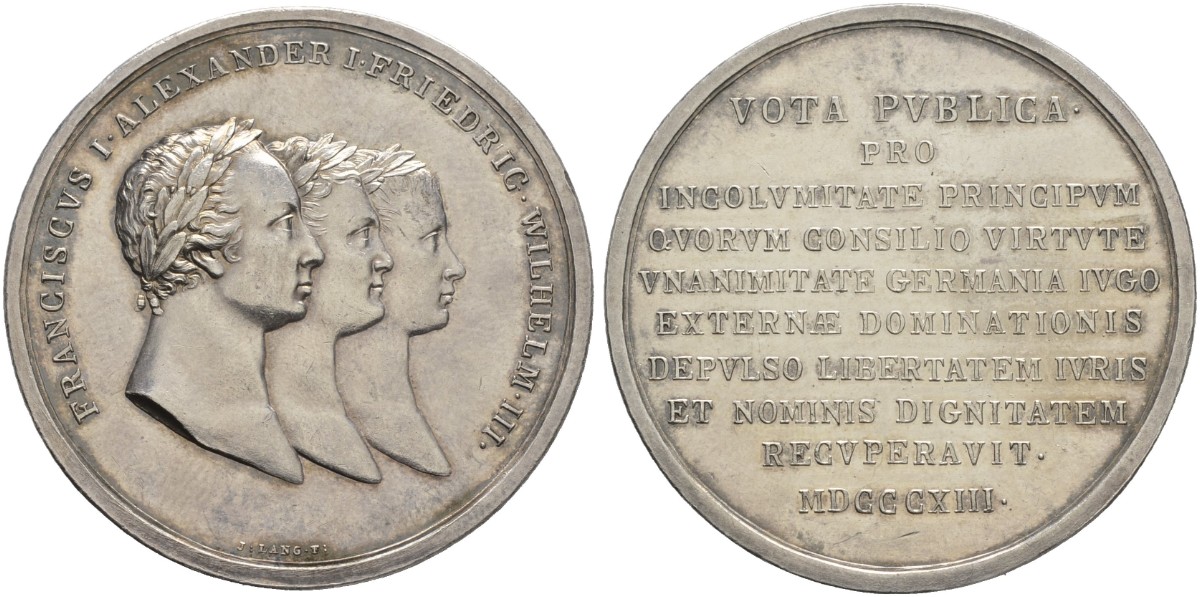 FRANCISCVS I · ALEXANDER I · FRIEDRIC · WILHELM · III ·
J : LANG · F :
VOTA PVBLICA ·
PRO
INCOLVMITATE PRINCIPVM
QVORVM CONSILIO VIRTVTE
VNANIMITATE GERMANIA IVGO
EXTERNÆ DOMINATIONIS
DEPVLSO LIBERTATEM IVRIS
ET NOMINIS DIGNITATEM
RECVPERAVIT ·
MDCCCXIII ·